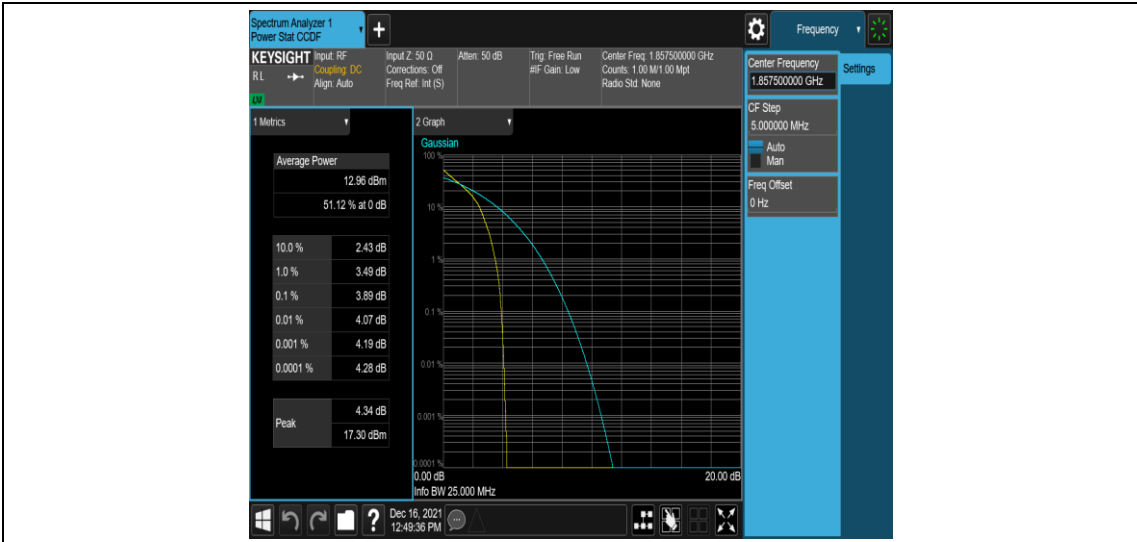 Spectrum Analyzer 1
Power Stat CCDF
+
Frequency
KEYSIGHT
Input: RF
Coupling: DC
Align: Auto
R L
LXI
Input Z: 50 Ω
Corrections: Off
Freq Ref: Int (S)
Atten: 50 dB
Trig: Free Run
#IF Gain: Low
Center Freq: 1.857500000 GHz
Counts: 1.00 M/1.00 Mpt
Radio Std: None
Center Frequency
1.857500000 GHz
Settings
CF Step
5.000000 MHz
Auto
Man
Freq Offset
0 Hz
1 Metrics
Average Power
12.96 dBm
51.12 % at 0 dB
10.0 % 2.43 dB
1.0 % 3.49 dB
0.1 % 3.89 dB
0.01 % 4.07 dB
0.001 % 4.19 dB
0.0001 % 4.28 dB
Peak
4.34 dB
17.30 dBm
2 Graph
Gaussian
100 %
10 %
1 %
0.1 %
0.01 %
0.001 %
0.0001 %
0.00 dB 20.00 dB
Info BW 25.000 MHz
?
Dec 16, 2021
12:49:36 PM